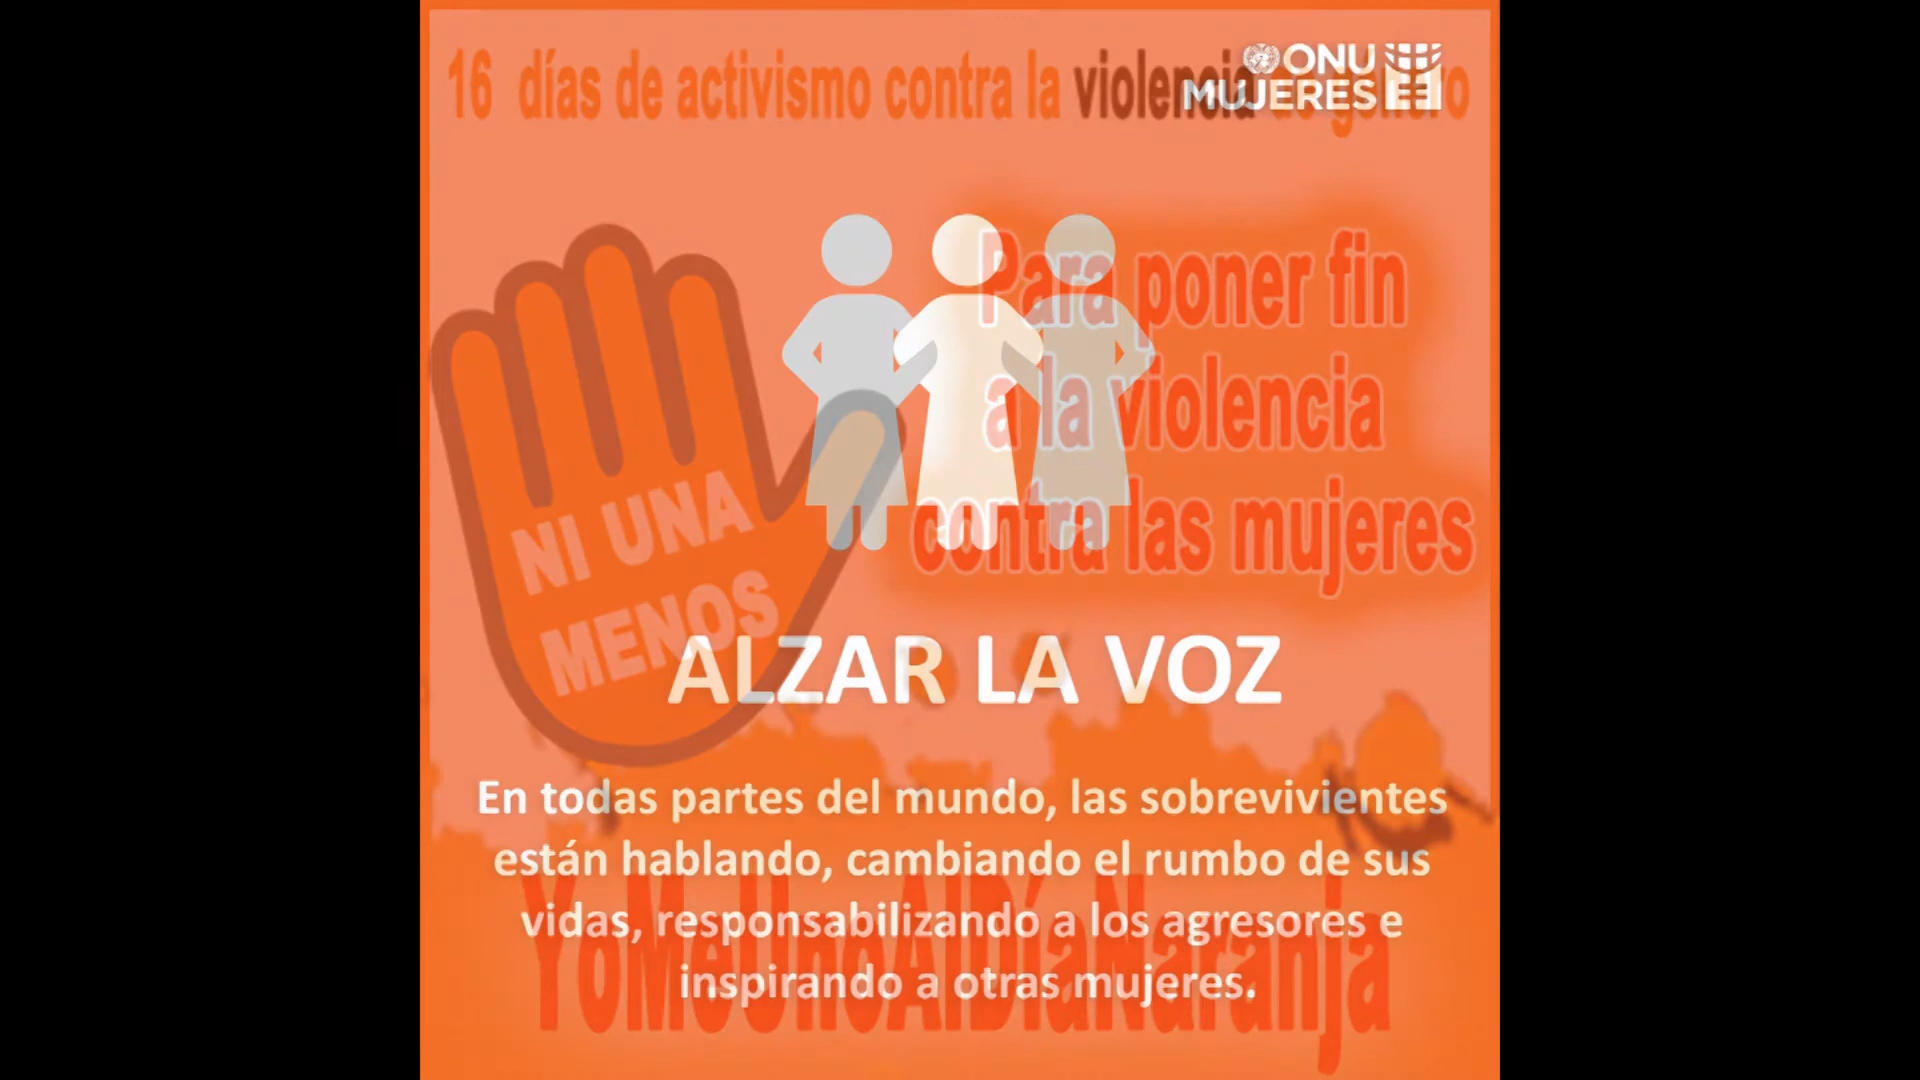 16 días de activismo contra la violencia de género
ONU
MUJERES
Para poner fin
a la violencia
contra las mujeres
NI UNA
MENOS
ALZAR LA VOZ
En todas partes del mundo, las sobrevivientes
están hablando, cambiando el rumbo de sus
vidas, responsabilizando a los agresores e
inspirando a otras mujeres.
YoMeUnoAlDíaNaranja